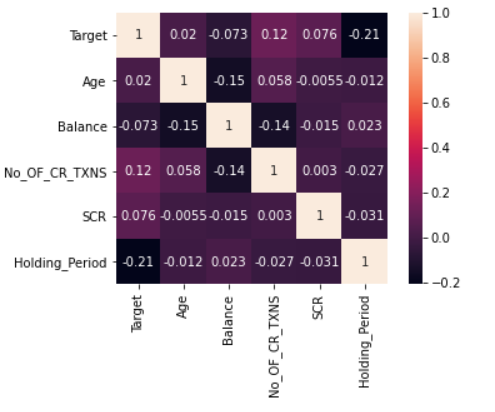 Target 1 0.02 -0.073 0.12 0.076 -0.21
Age 0.02 1 -0.15 0.058 -0.0055 -0.012
Balance -0.073 -0.15 1 -0.14 -0.015 0.023
No_OF_CR_TXNS 0.12 0.058 -0.14 1 0.003 -0.027
SCR 0.076 -0.0055 -0.015 0.003 1 -0.031
Holding_Period -0.21 -0.012 0.023 -0.027 -0.031 1
Target
Age
Balance
No_OF_CR_TXNS
SCR
Holding_Period
1.0
0.8
0.6
0.4
0.2
0.0
-0.2